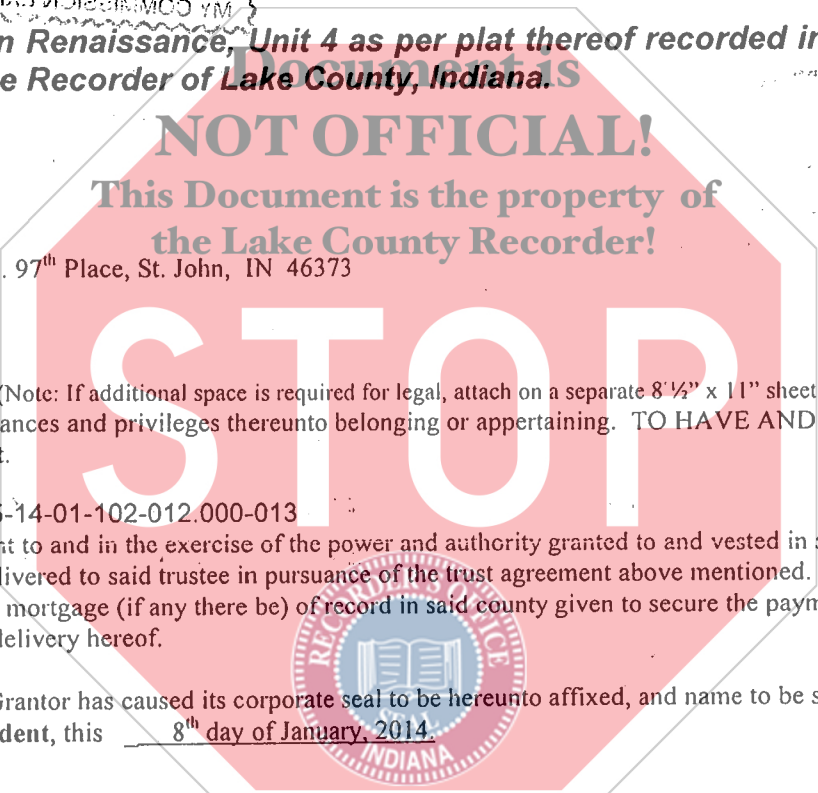 MY COMMISSION
n Renaissance, Unit 4 as per plat thereof recorded in
e Recorder of Lake County, Indiana.
Document is
NOT OFFICIAL!
This Document is the property of
the Lake County Recorder!
. 97th Place, St. John, IN 46373
STOP
(Note: If additional space is required for legal, attach on a separate 8 ½” x 11” sheet
ances and privileges thereunto belonging or appertaining. TO HAVE AND
t.
-14-01-102-012.000-013
nt to and in the exercise of the power and authority granted to and vested in s
livered to said trustee in pursuance of the trust agreement above mentioned.
mortgage (if any there be) of record in said county given to secure the paym
delivery hereof.
RECORDER'S OFFICE
SEAL
INDIANA
Grantor has caused its corporate seal to be hereunto affixed, and name to be s
dent, this 8th day of January, 2014.